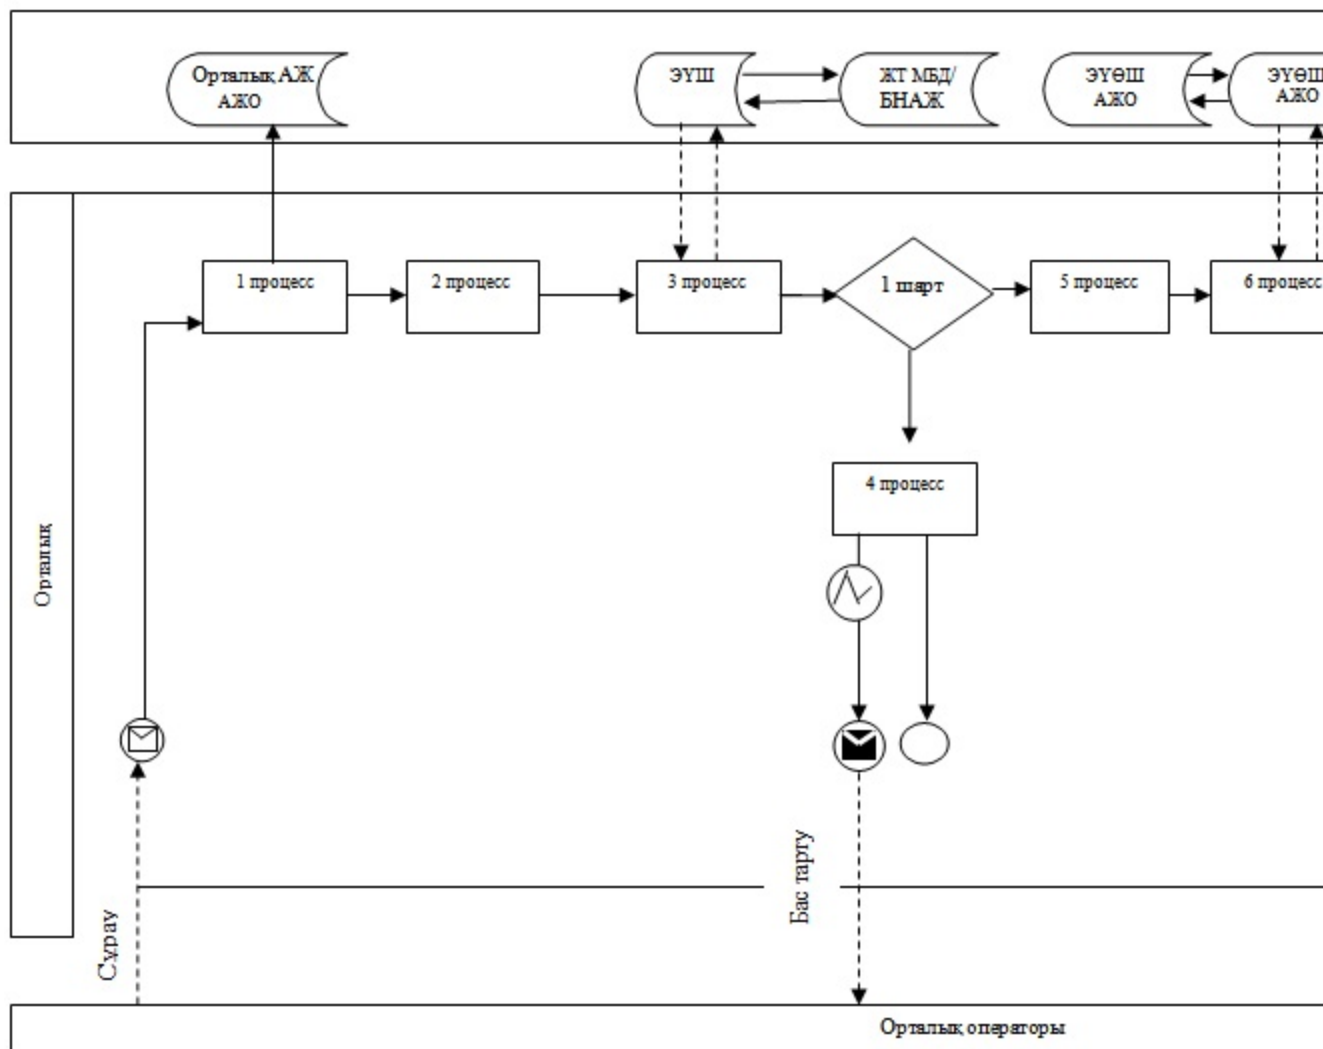 Орталық АЖ
АЖО
ЭҮШ
ЖТ МБД/
БНАЖ
ЭҮӨШ
АЖО
ЭҮӨШ
АЖО
1 процесс
2 процесс
3 процесс
1 шарт
5 процесс
6 процесс
4 процесс
Орталық
Сұрау
Бас тарту
Орталық операторы